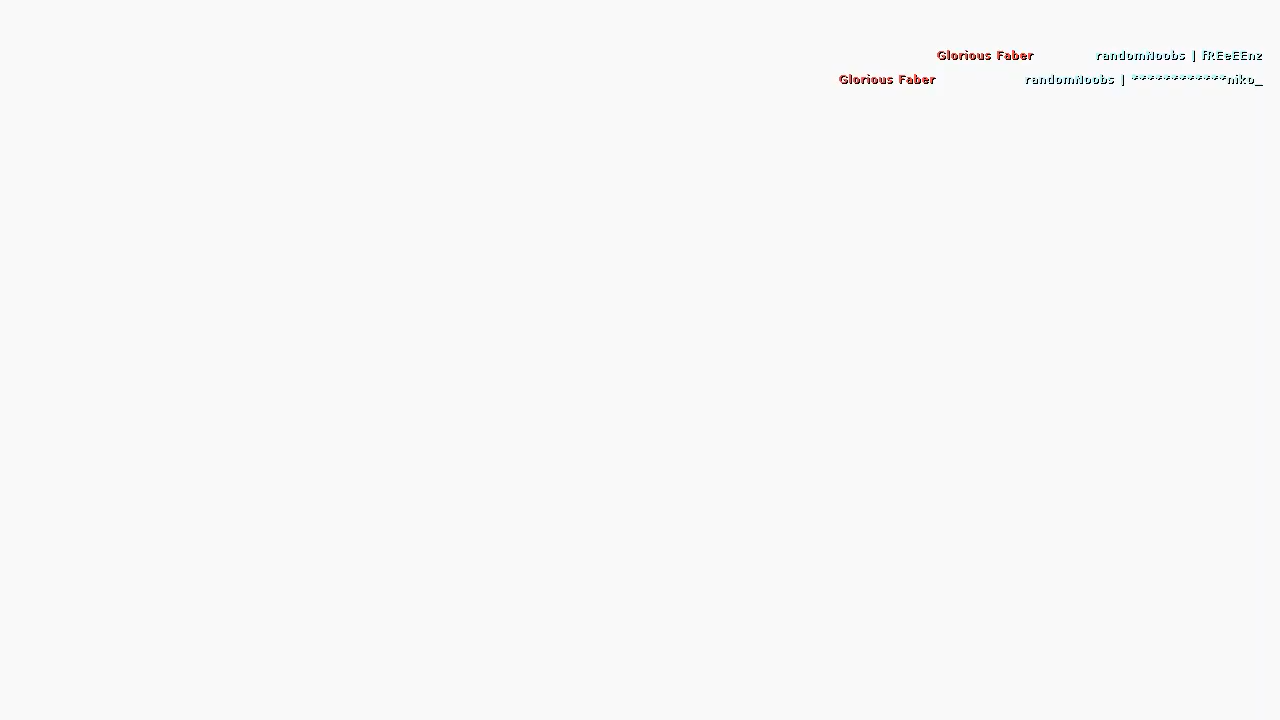 Glorious Faber randomNoobs | fREeEEnz
Glorious Faber randomNoobs | ************niko_